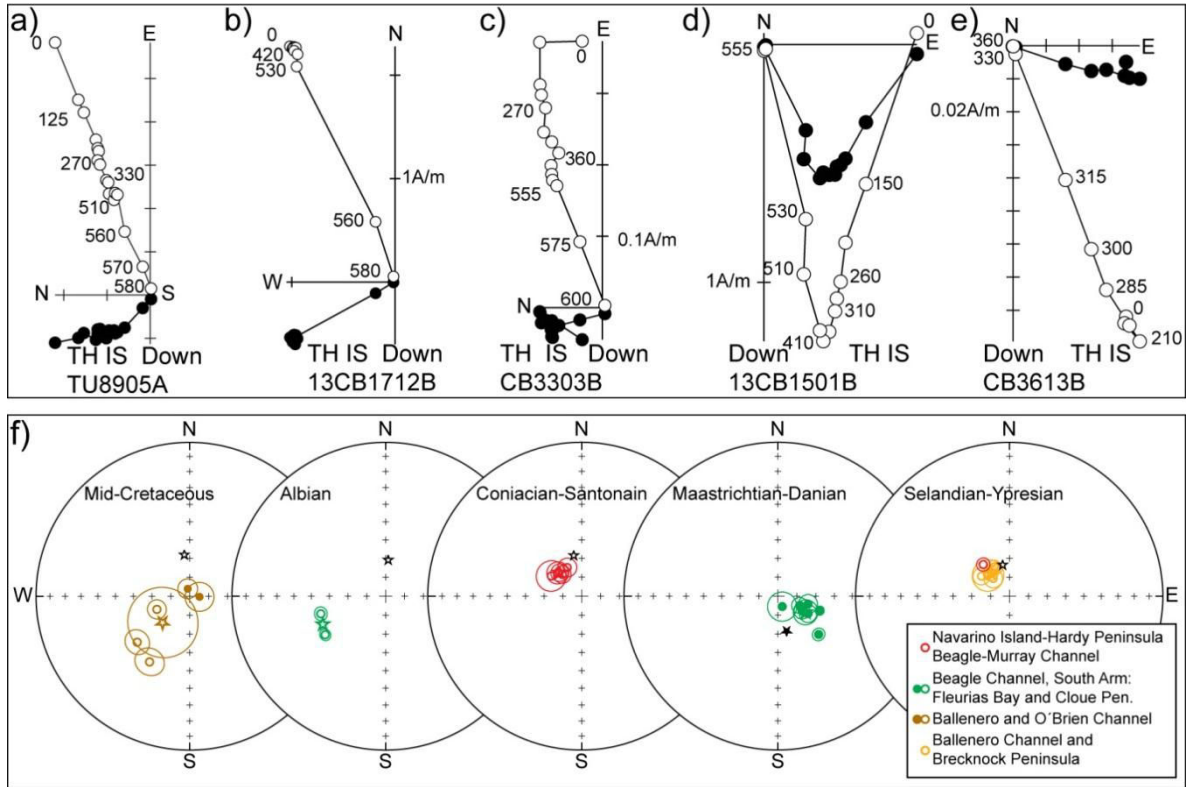 a)
E
0
125
270
330
510
560
570
580
N
S
TH IS Down
TU8905A
b)
N
0
420
530
1A/m
560
580
W
TH IS Down
13CB1712B
c)
E
0
270
360
555
575
0.1A/m
600
N
TH IS Down
CB3303B
d)
N
0
555
E
150
530
510
260
1A/m
310
410
Down
TH IS
13CB1501B
e)
N
360
330
E
0.02A/m
315
300
285
0
210
Down
TH IS
CB3613B
f)
N
N
N
N
N
Mid-Cretaceous
Albian
Coniacian-Santonain
Maastrichtian-Danian
Selandian-Ypresian
W
E
S
S
S
S
Navarino Island-Hardy Peninsula
Beagle-Murray Channel
Beagle Channel, South Arm:
Fleurias Bay and Cloue Pen.
Ballenero and O´Brien Channel
Ballenero Channel and
Brecknock Peninsula